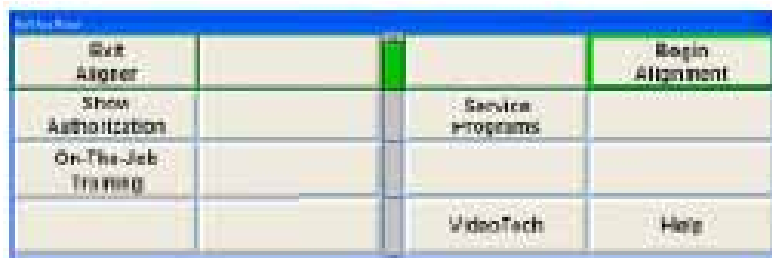 Exit
Aligner
Begin
Alignment
Show
Authorization
Service
Programs
On-The-Job
Training
VideoTech
Help